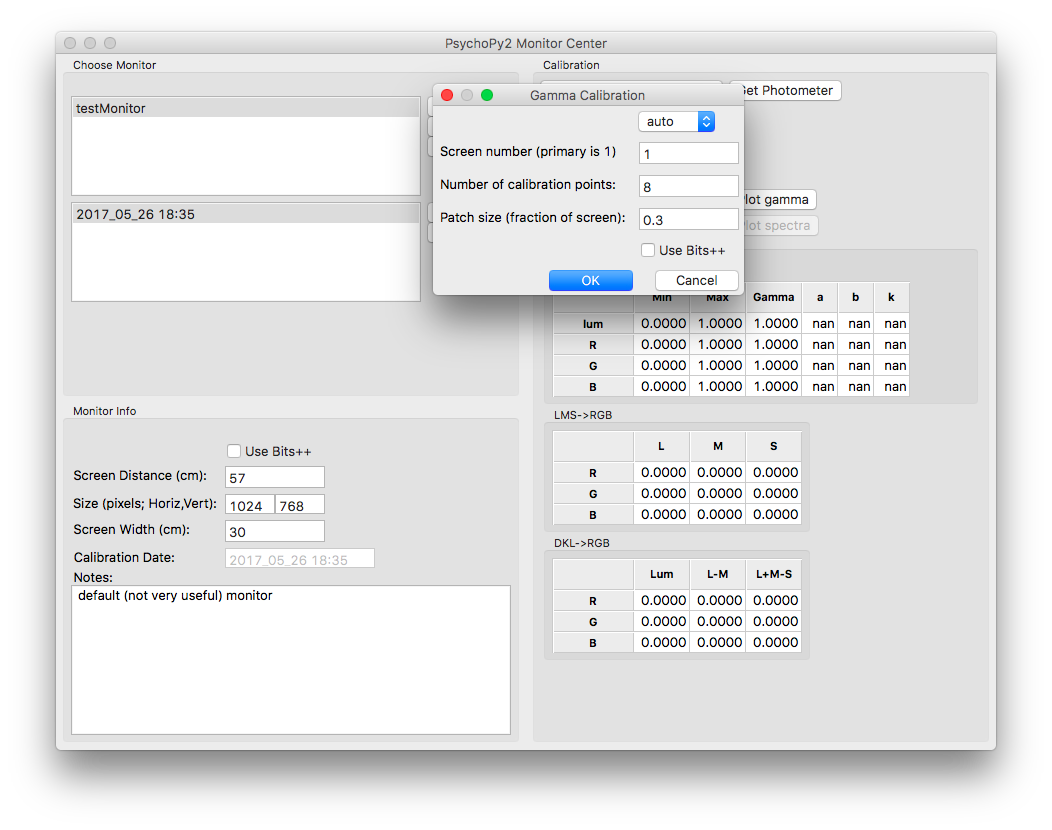 PsychoPy2 Monitor Center
Choose Monitor
testMonitor
2017_05_26 18:35
Monitor Info
Use Bits++
Screen Distance (cm): 57
Size (pixels; Horiz,Vert): 1024 768
Screen Width (cm): 30
Calibration Date: 2017_05_26 18:35
Notes:
default (not very useful) monitor
Gamma Calibration
auto
Screen number (primary is 1) 1
Number of calibration points: 8
Patch size (fraction of screen): 0.3
Use Bits++
OK Cancel
Calibration
Get Photometer
lot gamma
lot spectra
Min Max Gamma a b k
lum 0.0000 1.0000 1.0000 nan nan nan
R 0.0000 1.0000 1.0000 nan nan nan
G 0.0000 1.0000 1.0000 nan nan nan
B 0.0000 1.0000 1.0000 nan nan nan
LMS->RGB
L M S
R 0.0000 0.0000 0.0000
G 0.0000 0.0000 0.0000
B 0.0000 0.0000 0.0000
DKL->RGB
Lum L-M L+M-S
R 0.0000 0.0000 0.0000
G 0.0000 0.0000 0.0000
B 0.0000 0.0000 0.0000